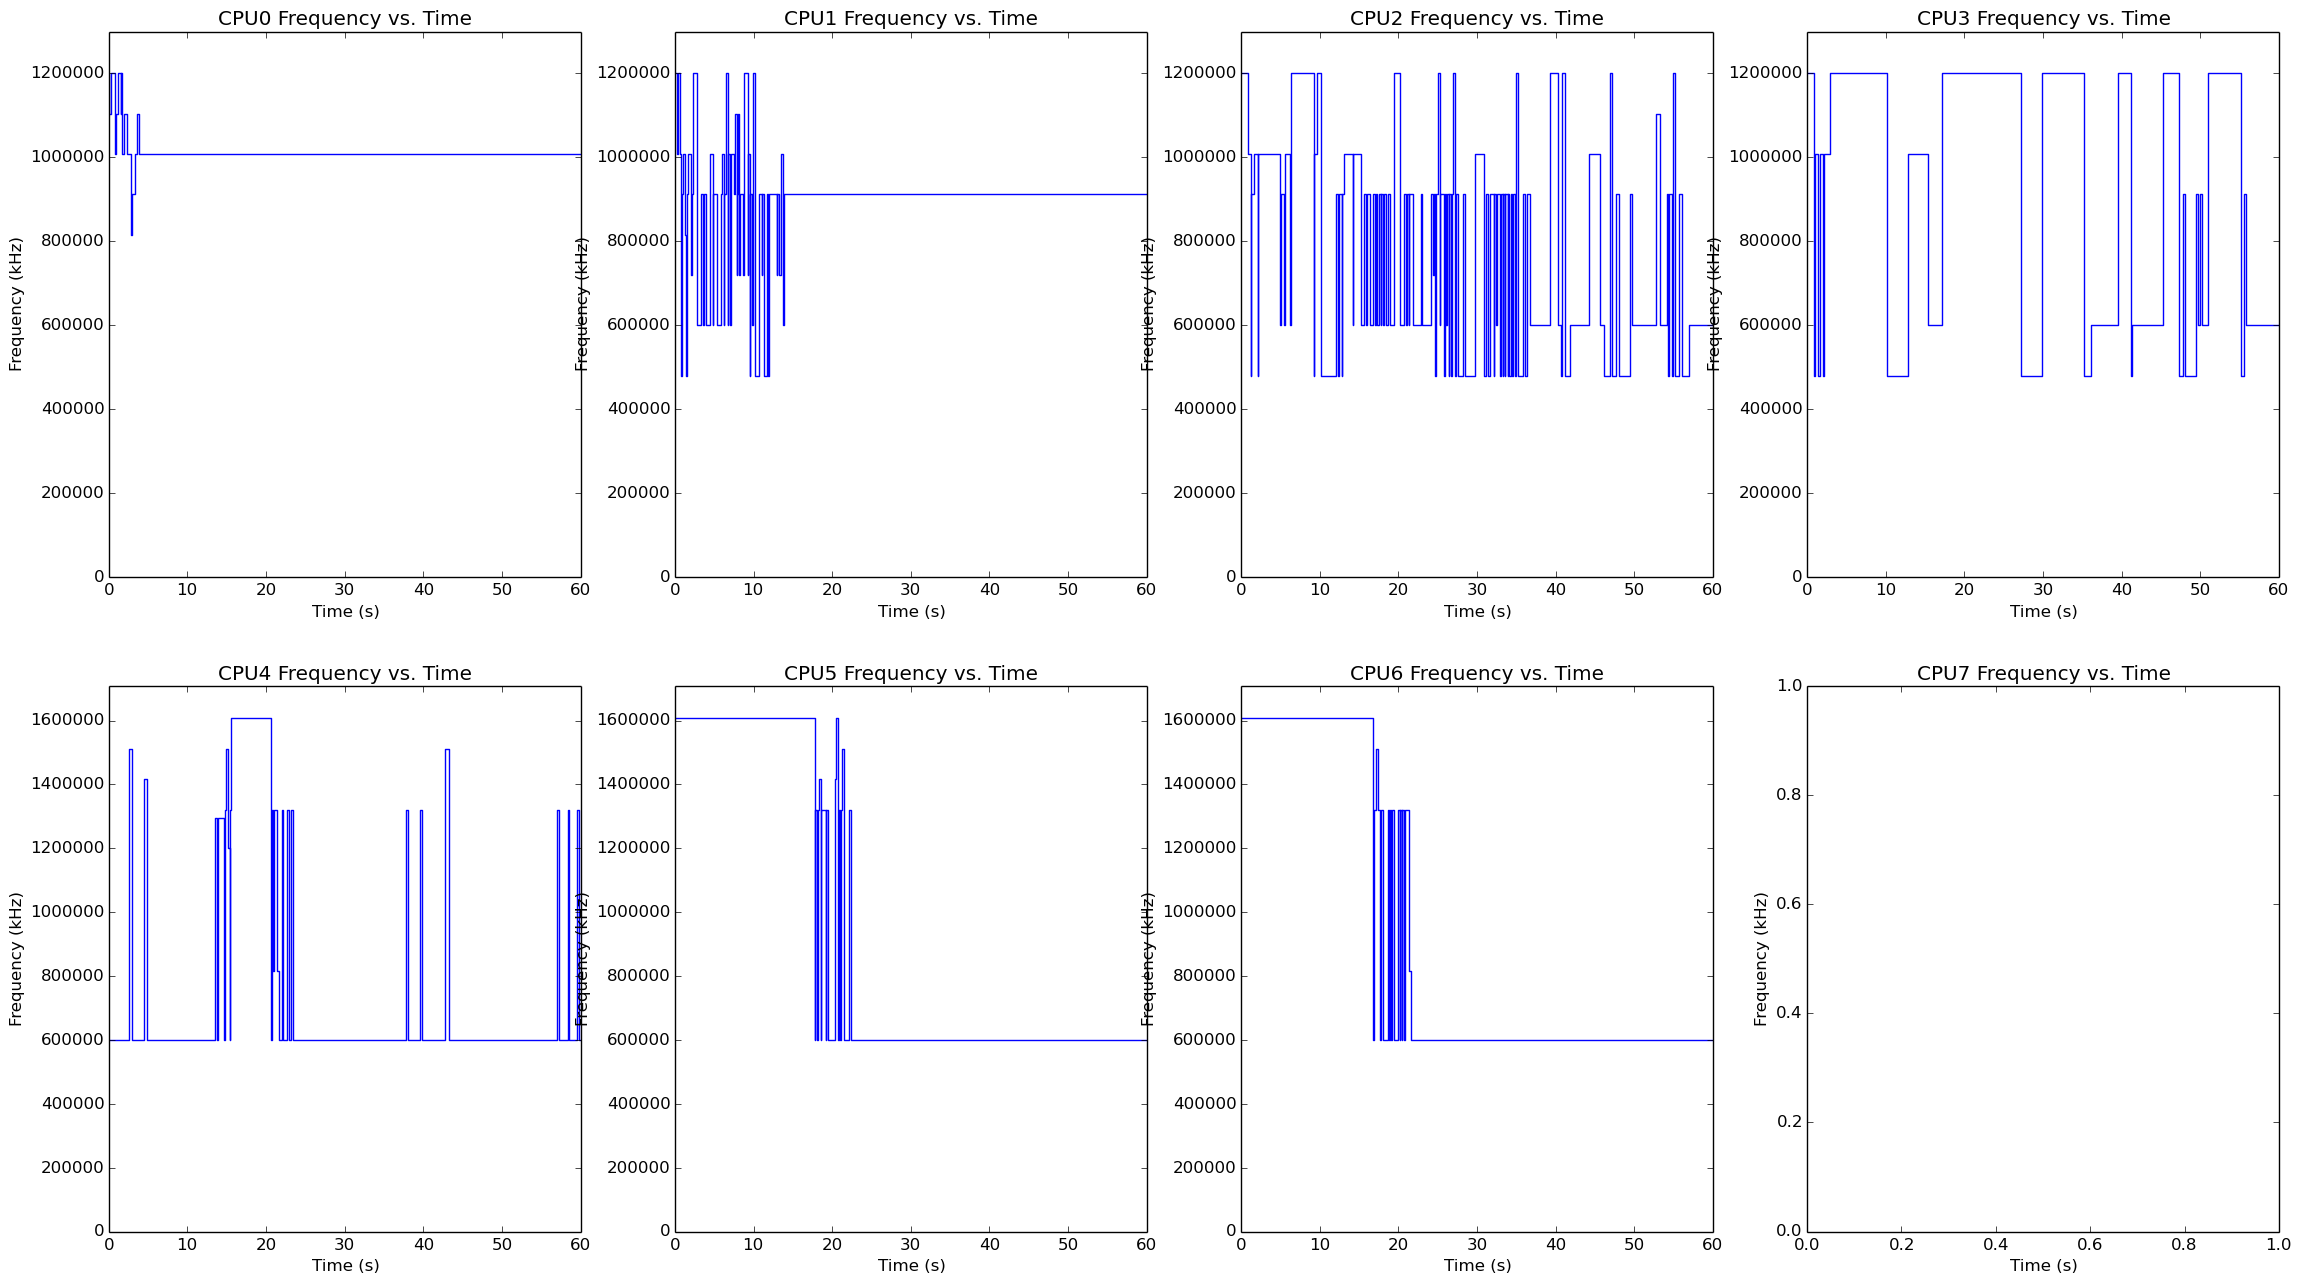 CPU0 Frequency vs. Time
CPU1 Frequency vs. Time
CPU2 Frequency vs. Time
CPU3 Frequency vs. Time
1200000
1000000
800000
600000
400000
200000
0
Frequency (kHz)
0 10 20 30 40 50 60
Time (s)
1200000
1000000
800000
600000
400000
200000
0
Frequency (kHz)
0 10 20 30 40 50 60
Time (s)
1200000
1000000
800000
600000
400000
200000
0
Frequency (kHz)
0 10 20 30 40 50 60
Time (s)
1200000
1000000
800000
600000
400000
200000
0
Frequency (kHz)
0 10 20 30 40 50 60
Time (s)
CPU4 Frequency vs. Time
CPU5 Frequency vs. Time
CPU6 Frequency vs. Time
CPU7 Frequency vs. Time
1600000
1400000
1200000
1000000
800000
600000
400000
200000
0
Frequency (kHz)
0 10 20 30 40 50 60
Time (s)
1600000
1400000
1200000
1000000
800000
600000
400000
200000
0
Frequency (kHz)
0 10 20 30 40 50 60
Time (s)
1600000
1400000
1200000
1000000
800000
600000
400000
200000
0
Frequency (kHz)
0 10 20 30 40 50 60
Time (s)
1.0
0.8
0.6
0.4
0.2
0.0
Frequency (kHz)
0.0 0.2 0.4 0.6 0.8 1.0
Time (s)